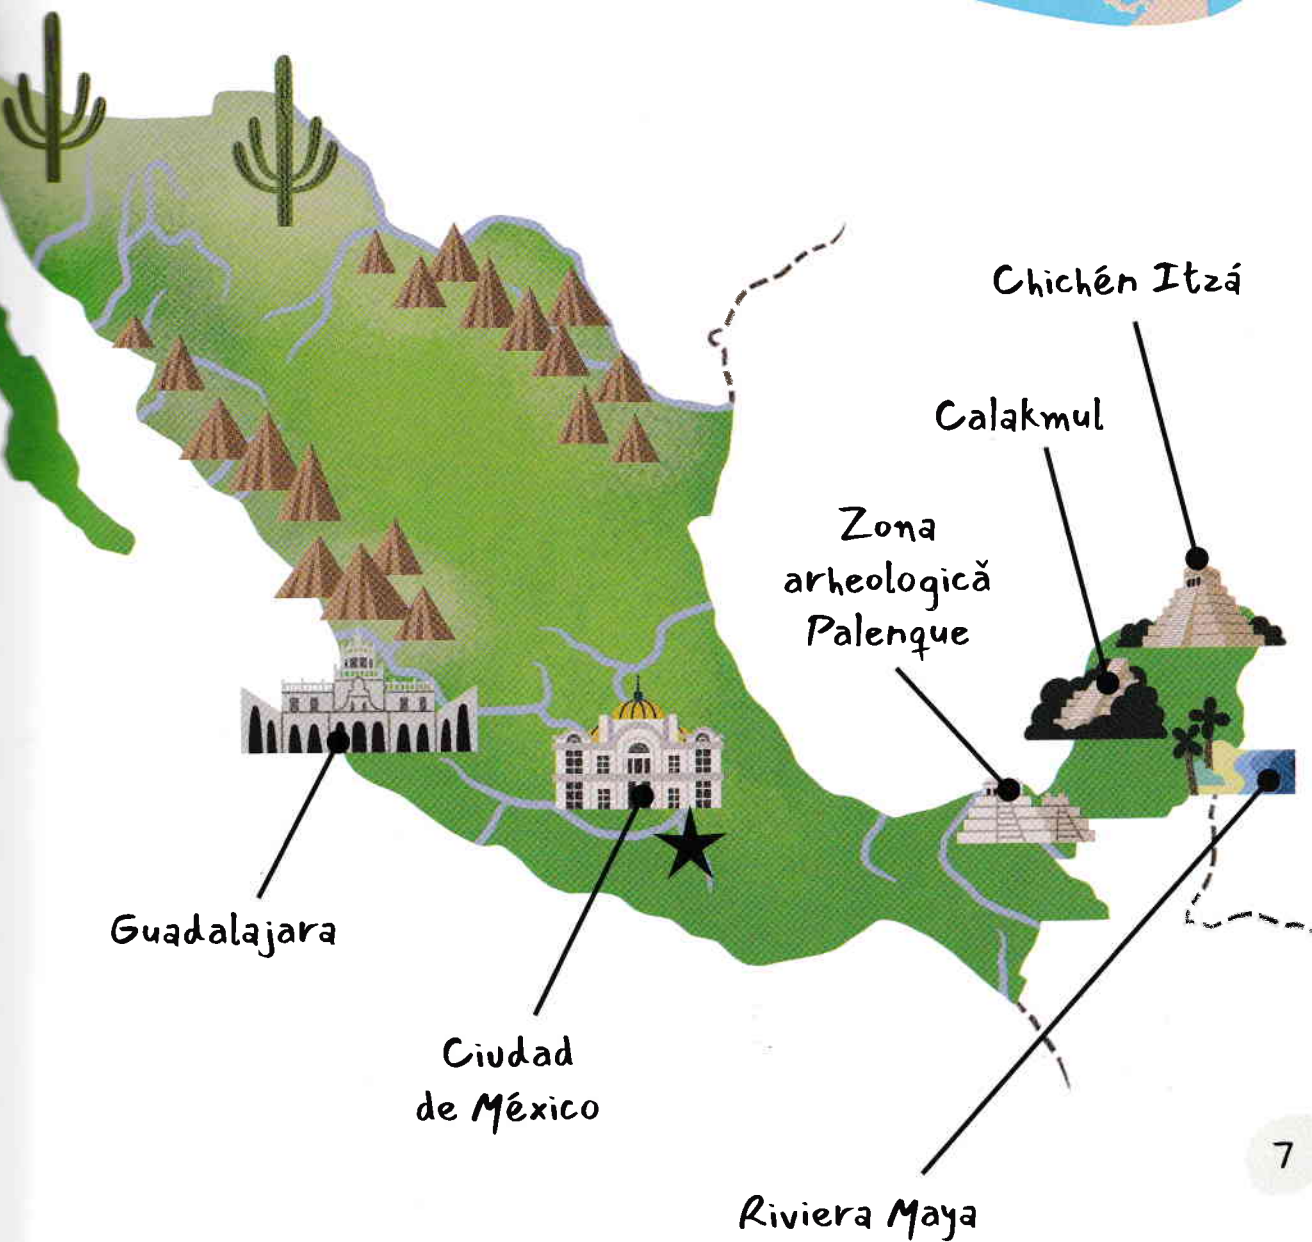 Chichén Itzá
Calakmul
Zona
arheologică
Palenque
Guadalajara
Ciudad
de México
7
Riviera Maya